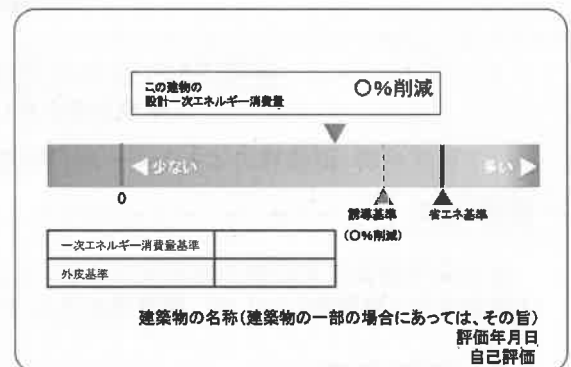 この建物の
設計一次エネルギー消費量
〇%削減
◀少ない
多い▶
0
誘導基準
(〇%削減)
省エネ基準
一次エネルギー消費量基準
外皮基準
建築物の名称(建築物の一部の場合にあっては、その旨)
評価年月日
自己評価